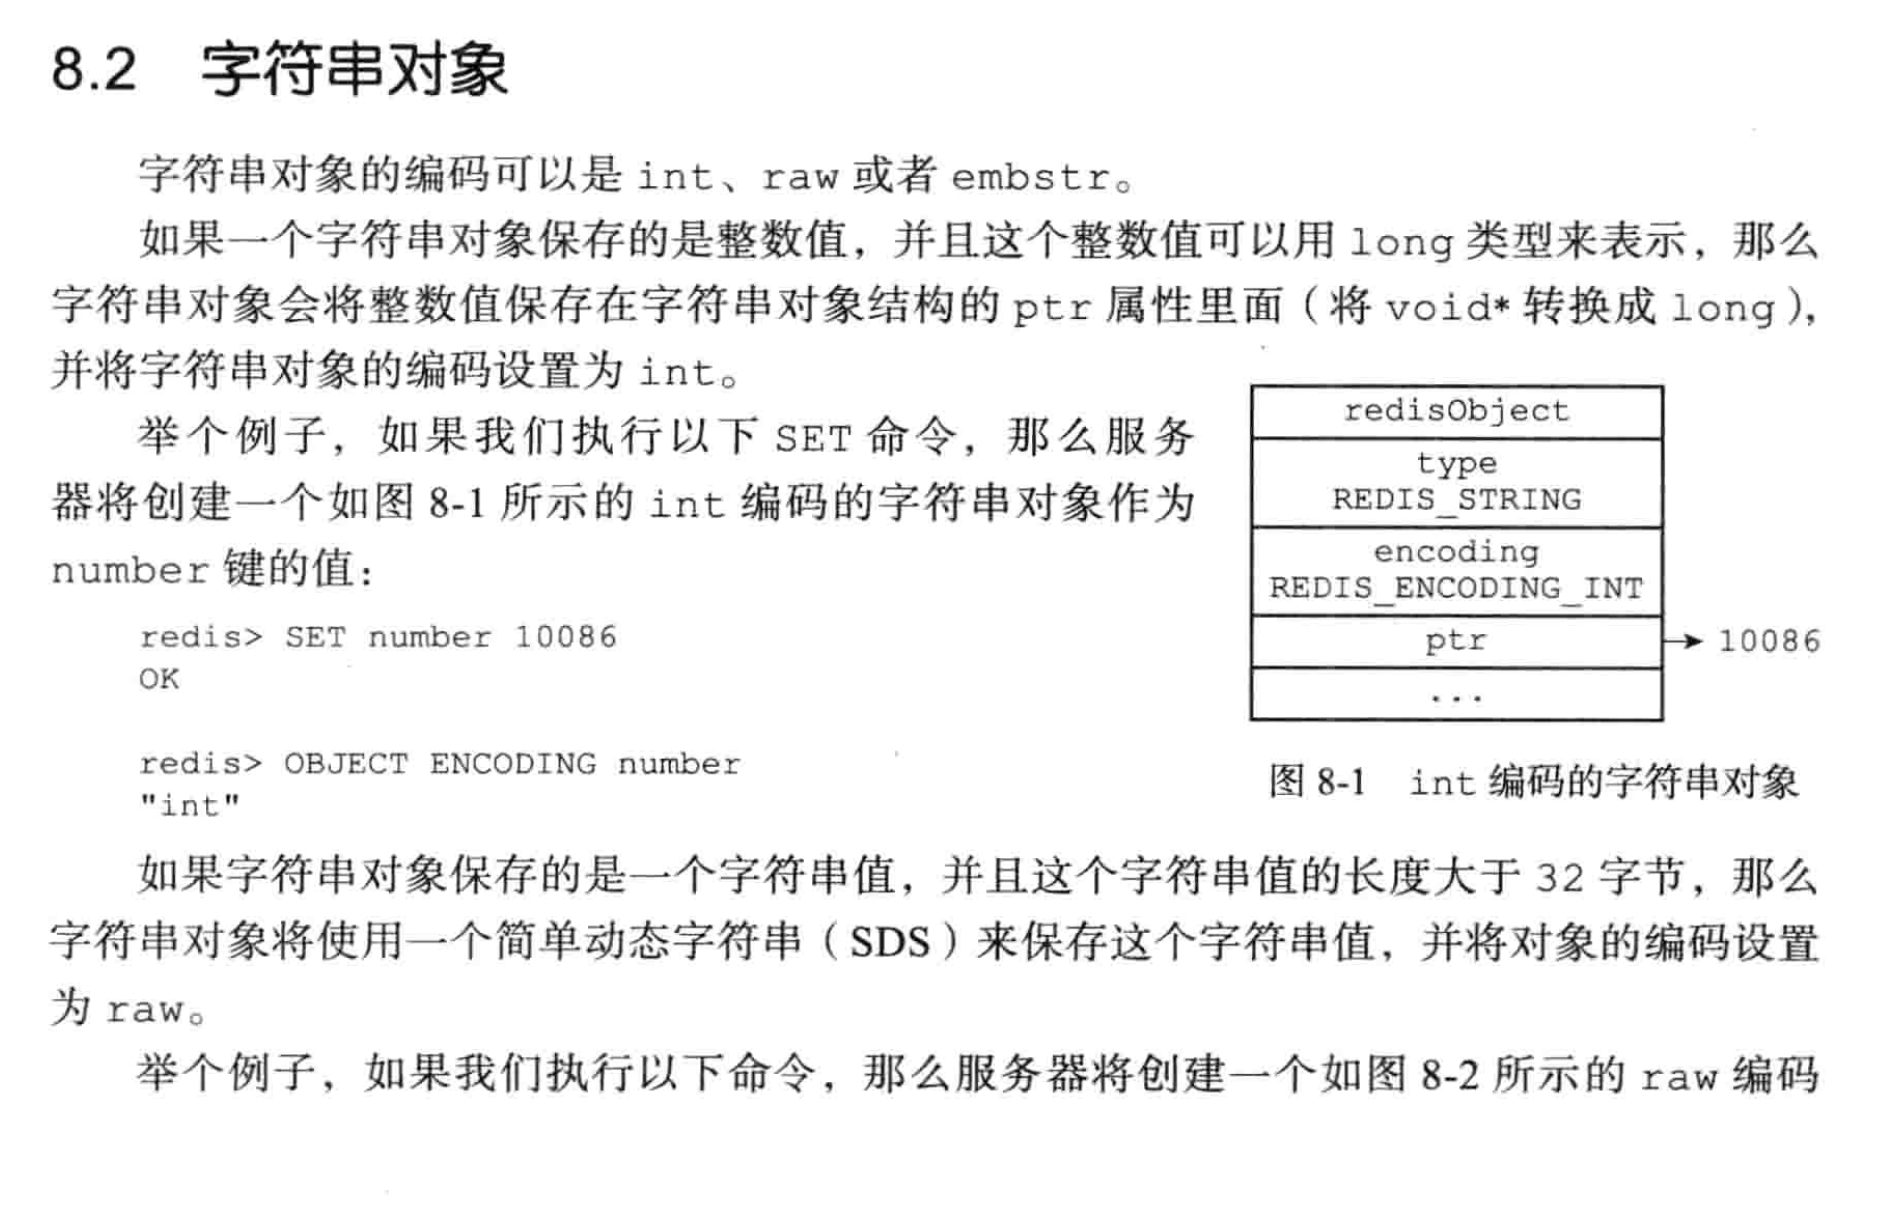 8.2 字符串对象
字符串对象的编码可以是 int、raw 或者 embstr。
如果一个字符串对象保存的是整数值，并且这个整数值可以用 long 类型来表示，那么
字符串对象会将整数值保存在字符串对象结构的 ptr 属性里面（将 void* 转换成 long），
并将字符串对象的编码设置为 int。
举个例子，如果我们执行以下 SET 命令，那么服务
器将创建一个如图 8-1 所示的 int 编码的字符串对象作为
number 键的值：
redis> SET number 10086
OK
redis> OBJECT ENCODING number
"int"
redisObject
type
REDIS_STRING
encoding
REDIS_ENCODING_INT
ptr
10086
...
图 8-1 int 编码的字符串对象
如果字符串对象保存的是一个字符串值，并且这个字符串值的长度大于 32 字节，那么
字符串对象将使用一个简单动态字符串（SDS）来保存这个字符串值，并将对象的编码设置
为 raw。
举个例子，如果我们执行以下命令，那么服务器将创建一个如图 8-2 所示的 raw 编码